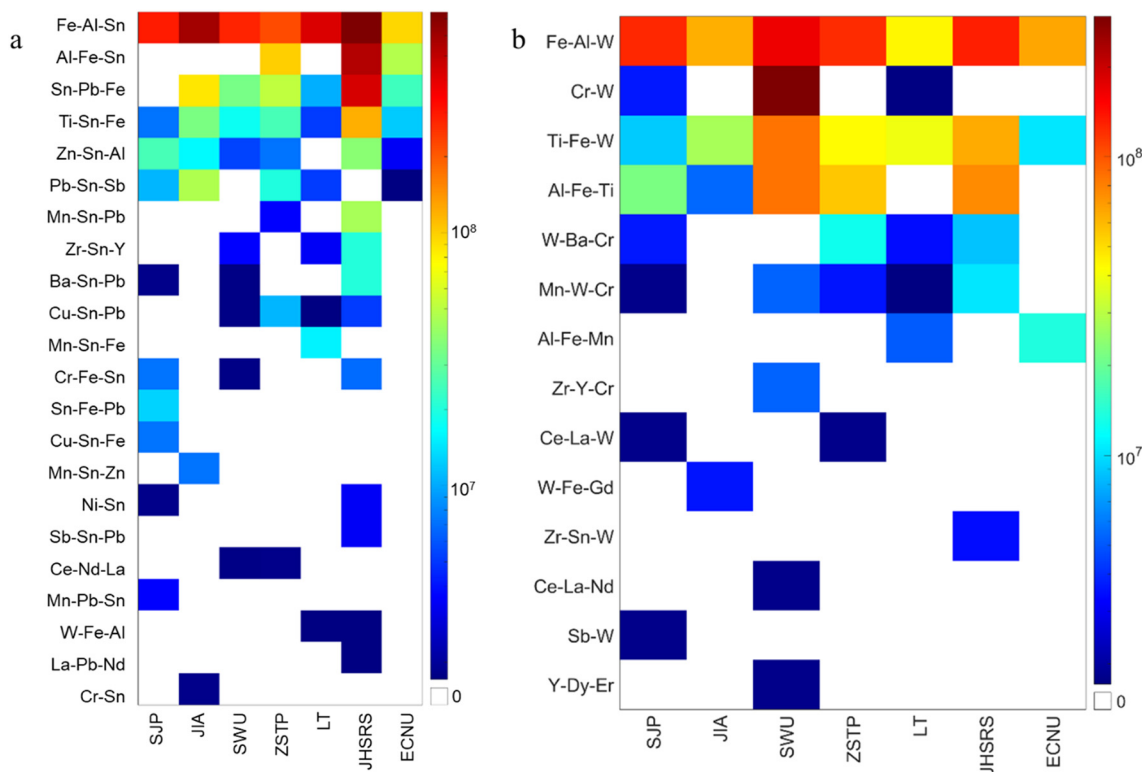 a
Fe-Al-Sn
Al-Fe-Sn
Sn-Pb-Fe
Ti-Sn-Fe
Zn-Sn-Al
Pb-Sn-Sb
Mn-Sn-Pb
Zr-Sn-Y
Ba-Sn-Pb
Cu-Sn-Pb
Mn-Sn-Fe
Cr-Fe-Sn
Sn-Fe-Pb
Cu-Sn-Fe
Mn-Sn-Zn
Ni-Sn
Sb-Sn-Pb
Ce-Nd-La
Mn-Pb-Sn
W-Fe-Al
La-Pb-Nd
Cr-Sn
SJP
JIA
SWU
ZSTP
LT
JHSRS
ECNU
10⁸
10⁷
0
b
Fe-Al-W
Cr-W
Ti-Fe-W
Al-Fe-Ti
W-Ba-Cr
Mn-W-Cr
Al-Fe-Mn
Zr-Y-Cr
Ce-La-W
W-Fe-Gd
Zr-Sn-W
Ce-La-Nd
Sb-W
Y-Dy-Er
SJP
JIA
SWU
ZSTP
LT
JHSRS
ECNU
10⁸
10⁷
0